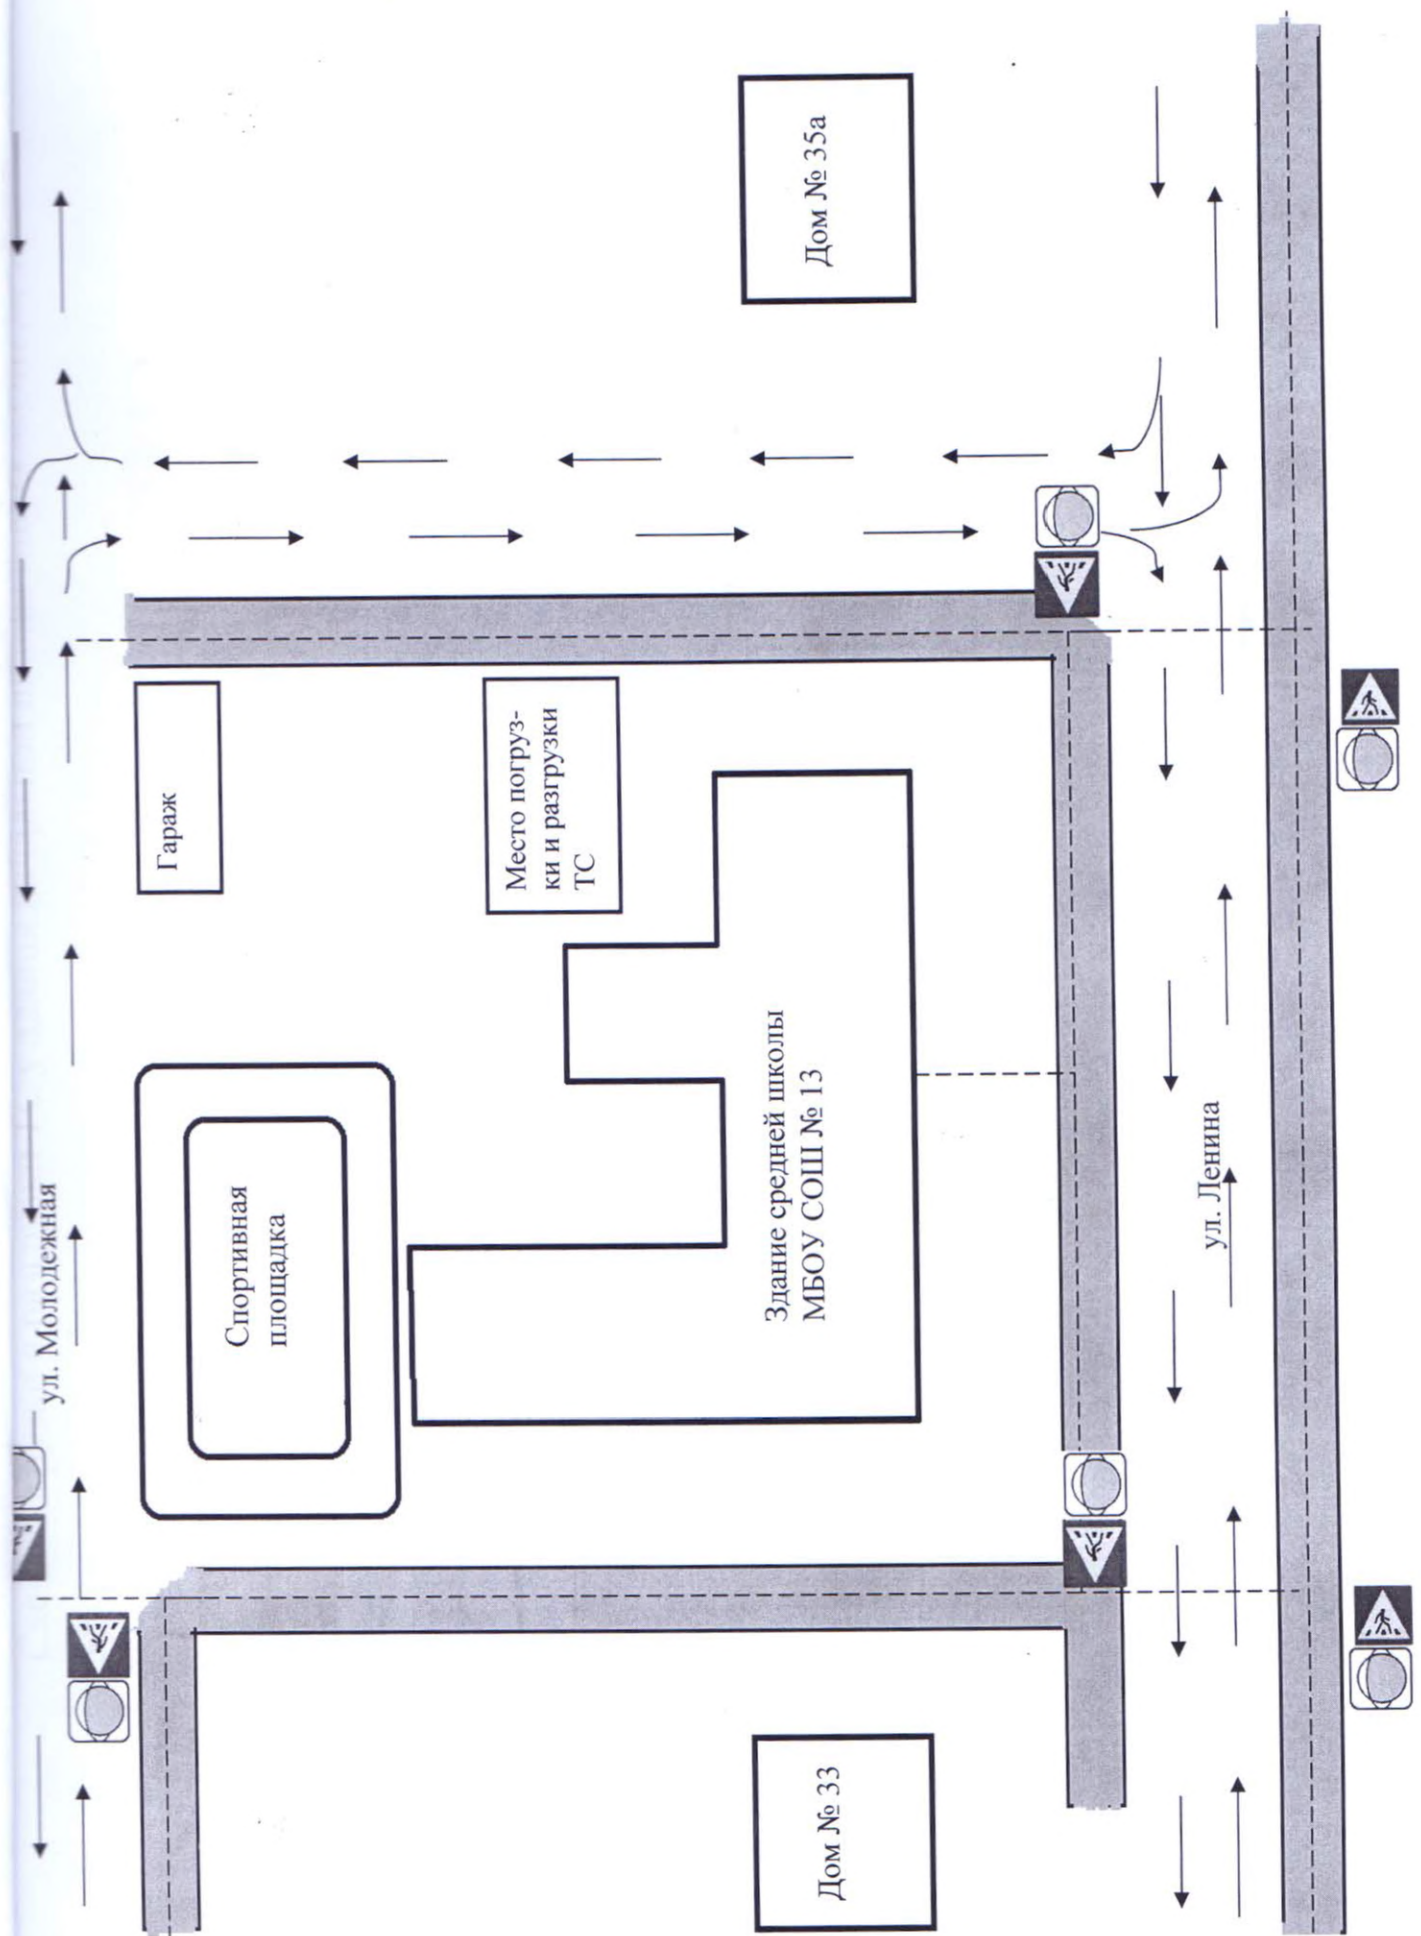 ул. Молодежная
Спортивная
площадка
Гараж
Место погруз-
ки и разгрузки
ТС
Здание средней школы
МБОУ СОШ № 13
Дом № 33
Дом № 35а
ул. Ленина